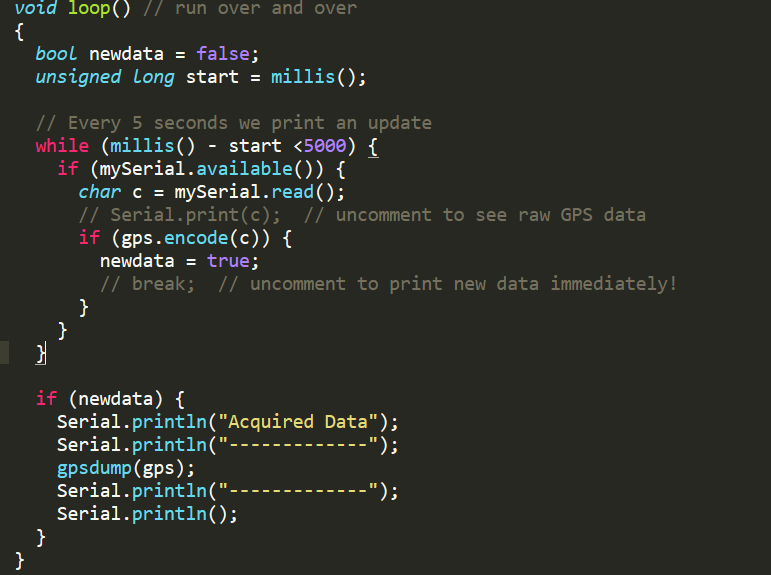 void loop() // run over and over
{
  bool newdata = false;
  unsigned long start = millis();

  // Every 5 seconds we print an update
  while (millis() - start <5000) {
    if (mySerial.available()) {
      char c = mySerial.read();
      // Serial.print(c);  // uncomment to see raw GPS data
      if (gps.encode(c)) {
        newdata = true;
        // break;  // uncomment to print new data immediately!
      }
    }
  }

  if (newdata) {
    Serial.println("Acquired Data");
    Serial.println("-------------");
    gpsdump(gps);
    Serial.println("-------------");
    Serial.println();
  }
}